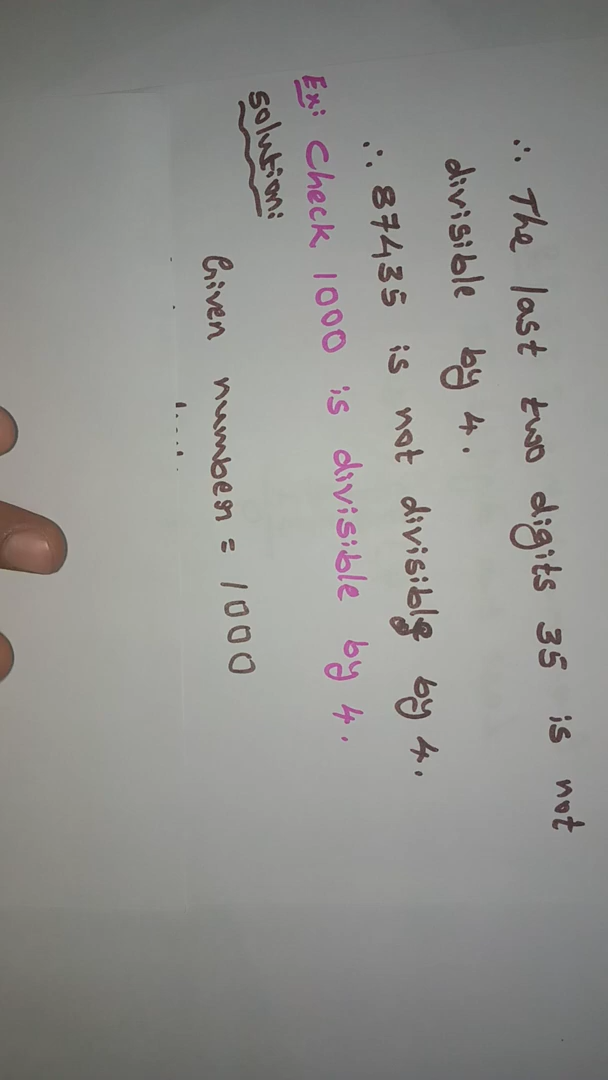 ∴ The last two digits 35 is not
divisible by 4.
∴ 87435 is not divisible by 4.
Ex: Check 1000 is divisible by 4.
Solution:
Given number = 1000